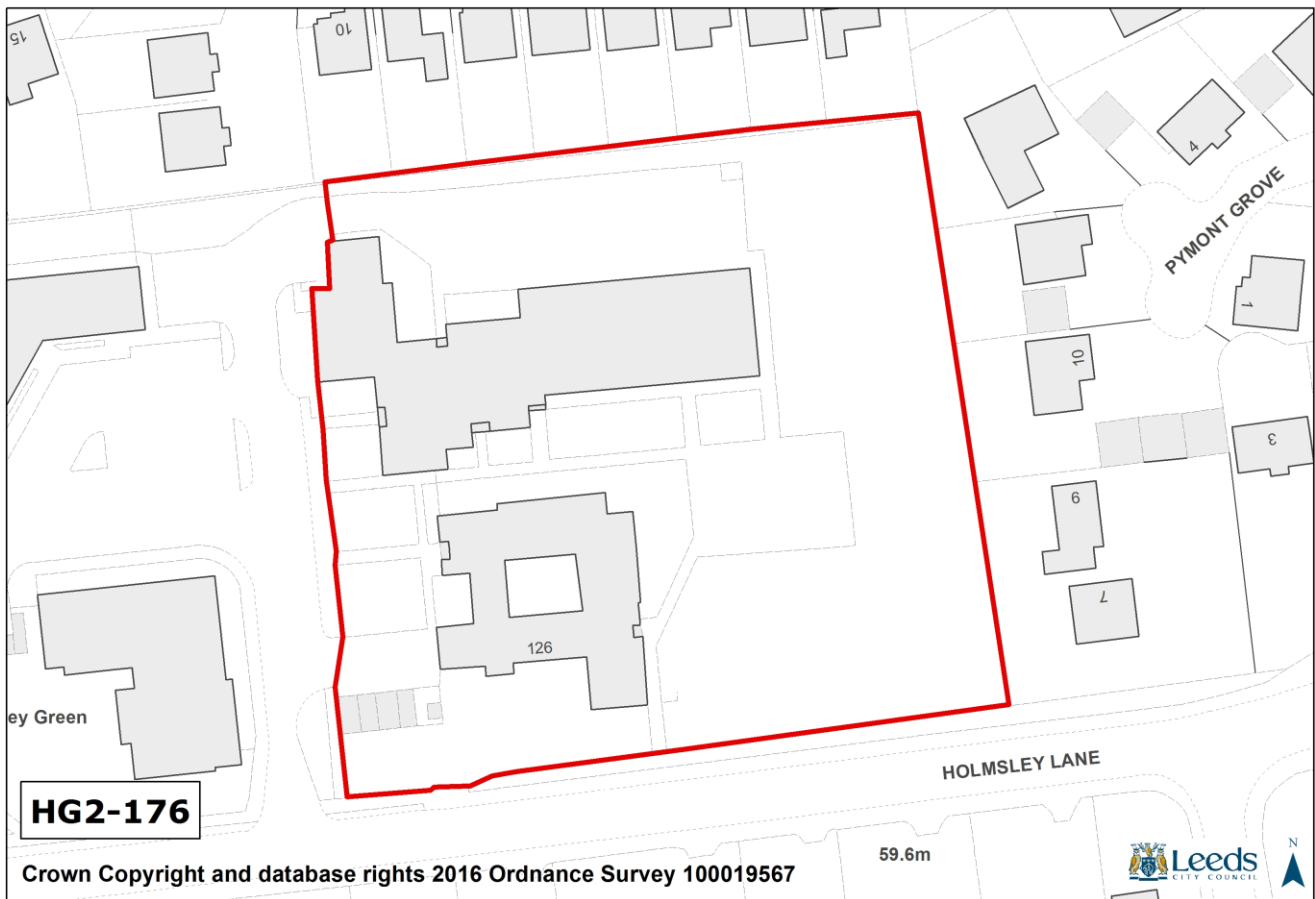 15
10
4
PYMONT GROVE
1
10
3
6
7
126
ey Green
HOLMSLEY LANE
HG2-176
59.6m
Crown Copyright and database rights 2016 Ordnance Survey 100019567
Leeds
CITY COUNCIL
N